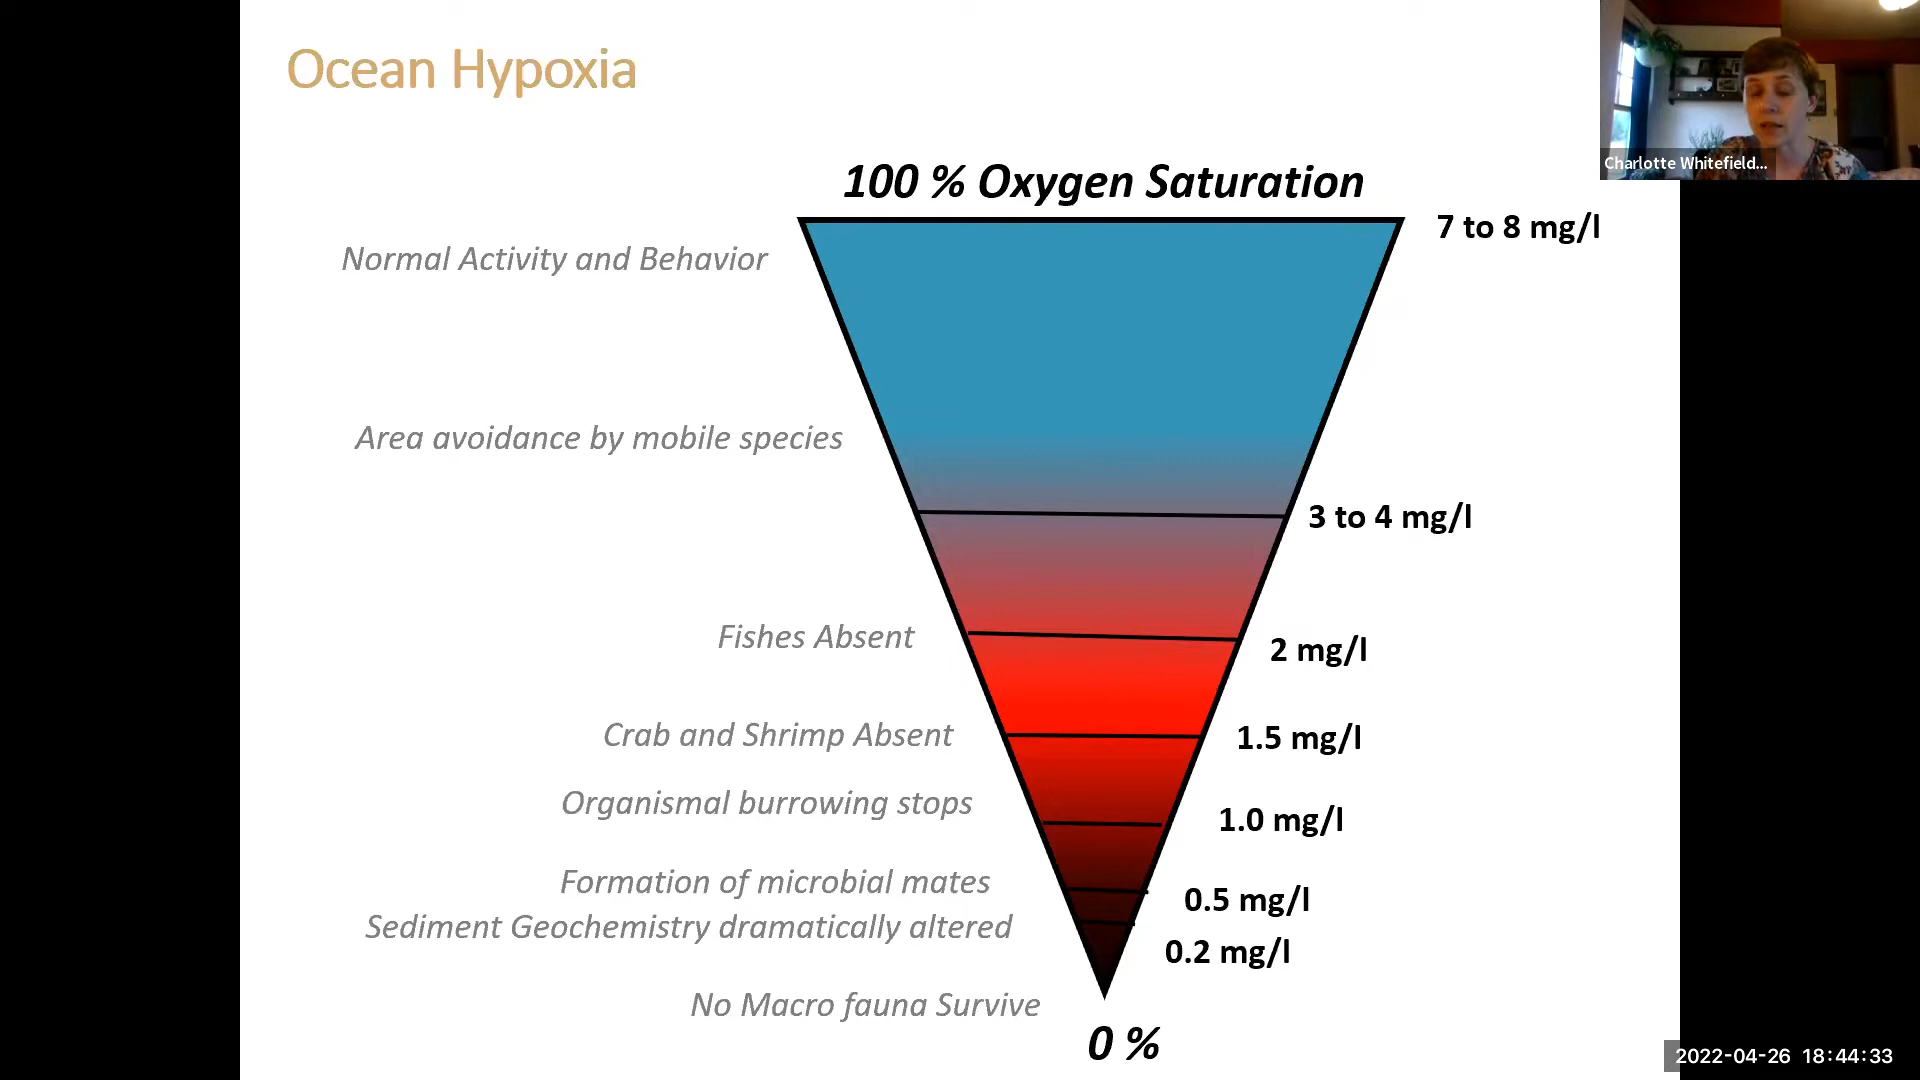 Ocean Hypoxia
Charlotte Whitefield...
100 % Oxygen Saturation
7 to 8 mg/l
Normal Activity and Behavior
Area avoidance by mobile species
3 to 4 mg/l
Fishes Absent
2 mg/l
Crab and Shrimp Absent
1.5 mg/l
Organismal burrowing stops
1.0 mg/l
Formation of microbial mates
0.5 mg/l
Sediment Geochemistry dramatically altered
0.2 mg/l
No Macro fauna Survive
0 %
2022-04-26 18:44:33